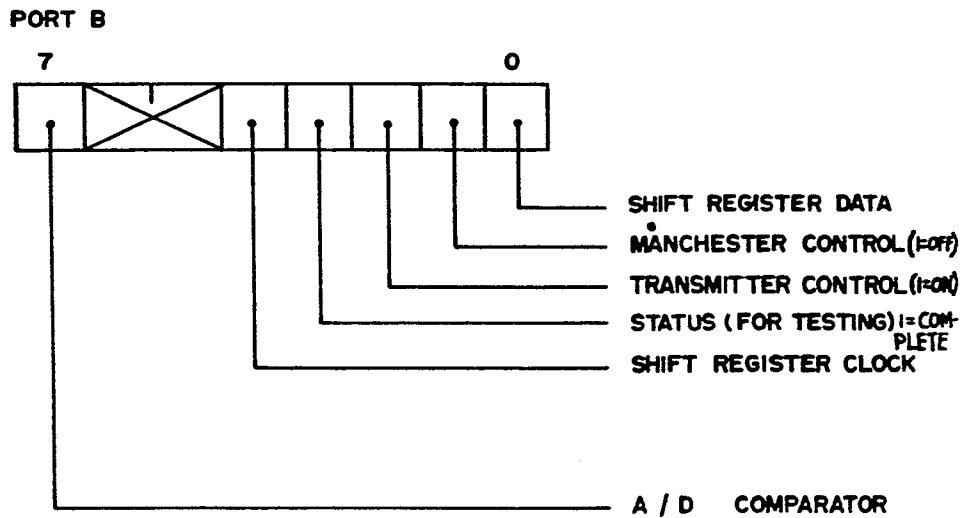 PORT B
7 0
SHIFT REGISTER DATA
MANCHESTER CONTROL (1=OFF)
TRANSMITTER CONTROL (1=ON)
STATUS (FOR TESTING) 1=COM-
PLETE
SHIFT REGISTER CLOCK
A / D COMPARATOR